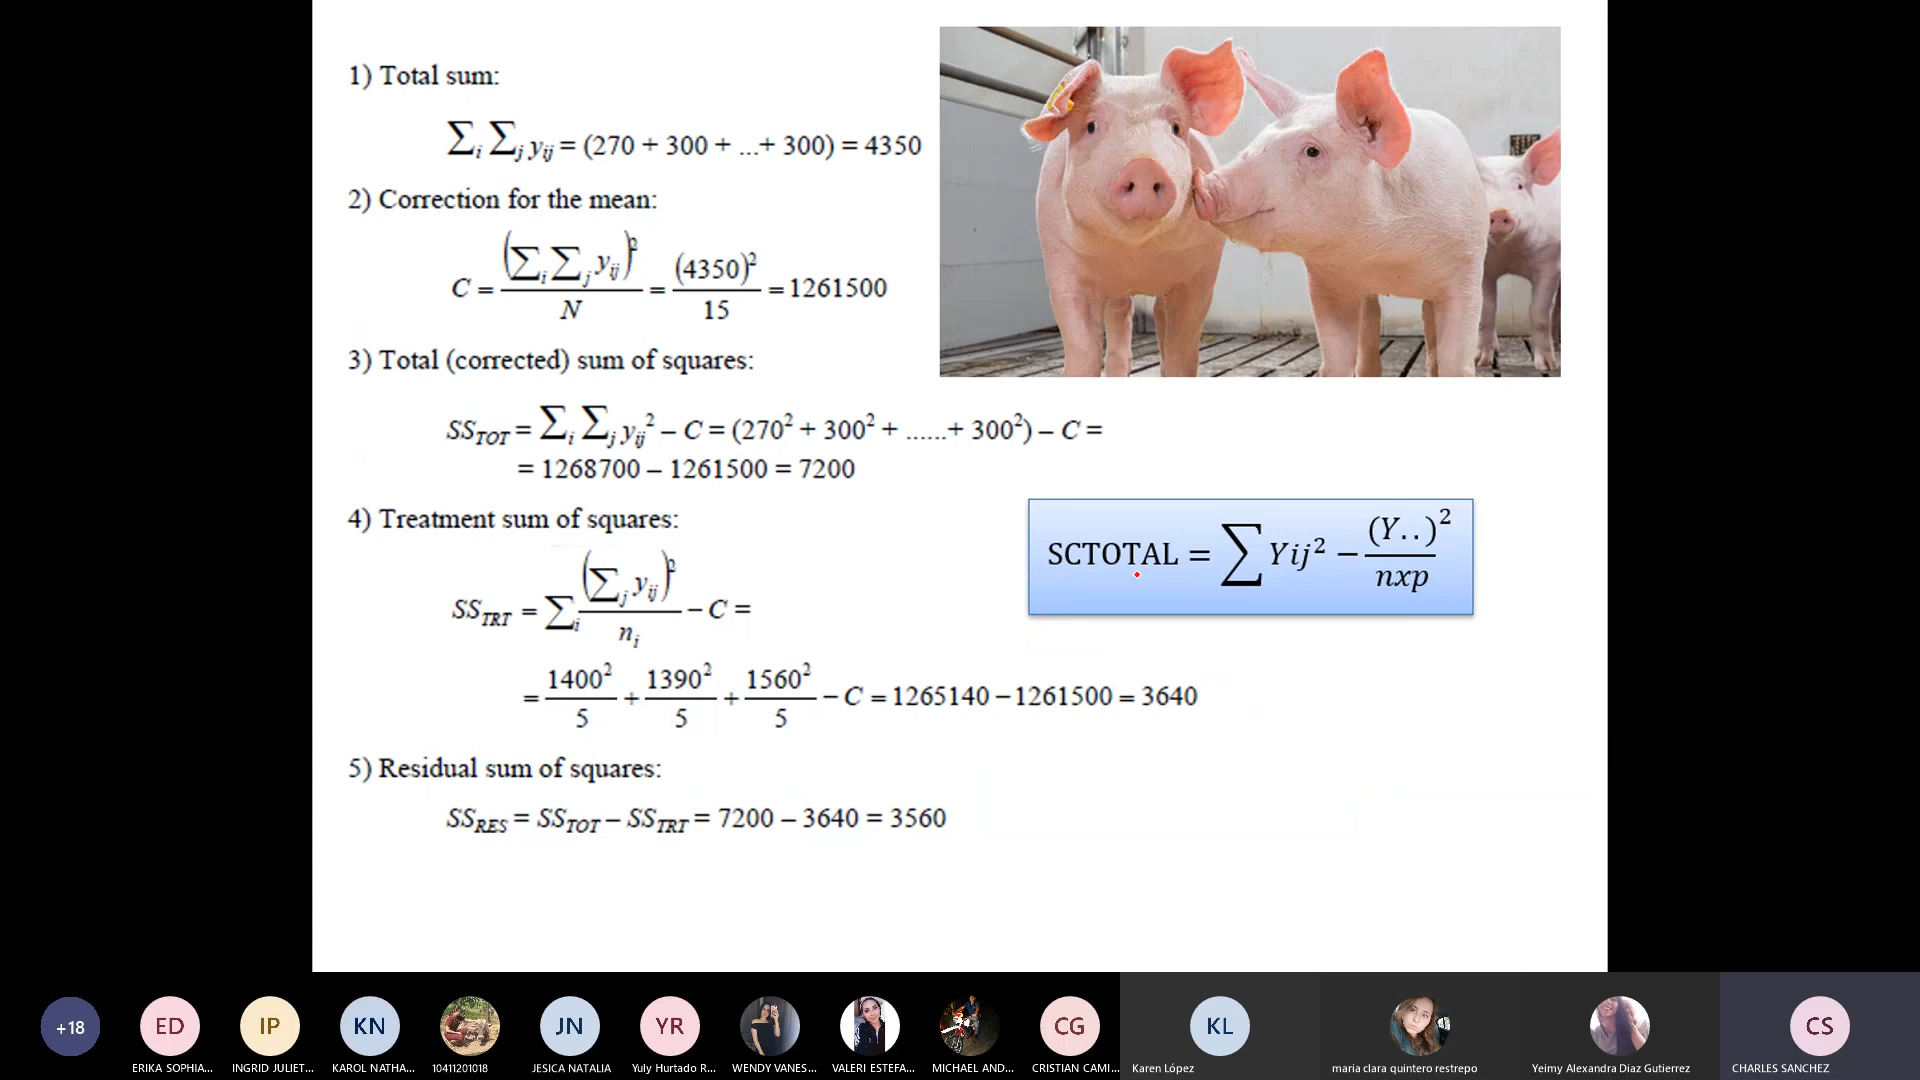 1) Total sum:
∑i ∑j yij = (270 + 300 + ...+ 300) = 4350
2) Correction for the mean:
C = (∑i ∑j yij)² / N = (4350)² / 15 = 1261500
3) Total (corrected) sum of squares:
SS_TOT = ∑i ∑j yij² – C = (270² + 300² + ......+ 300²) – C =
= 1268700 – 1261500 = 7200
SCTOTAL = ∑ Yij² − (Y..)² / nxp
4) Treatment sum of squares:
SS_TRT = ∑i (∑j yij)² / ni – C =
= 1400²/5 + 1390²/5 + 1560²/5 – C = 1265140 – 1261500 = 3640
5) Residual sum of squares:
SS_RES = SS_TOT – SS_TRT = 7200 – 3640 = 3560
+18
ED
IP
KN
JN
YR
CG
KL
CS
ERIKA SOPHIA...
INGRID JULIET...
KAROL NATHA...
10411201018
JESICA NATALIA
Yuly Hurtado R...
WENDY VANES...
VALERI ESTEFA...
MICHAEL AND...
CRISTIAN CAMI...
Karen López
maria clara quintero restrepo
Yeimy Alexandra Diaz Gutierrez
CHARLES SANCHEZ